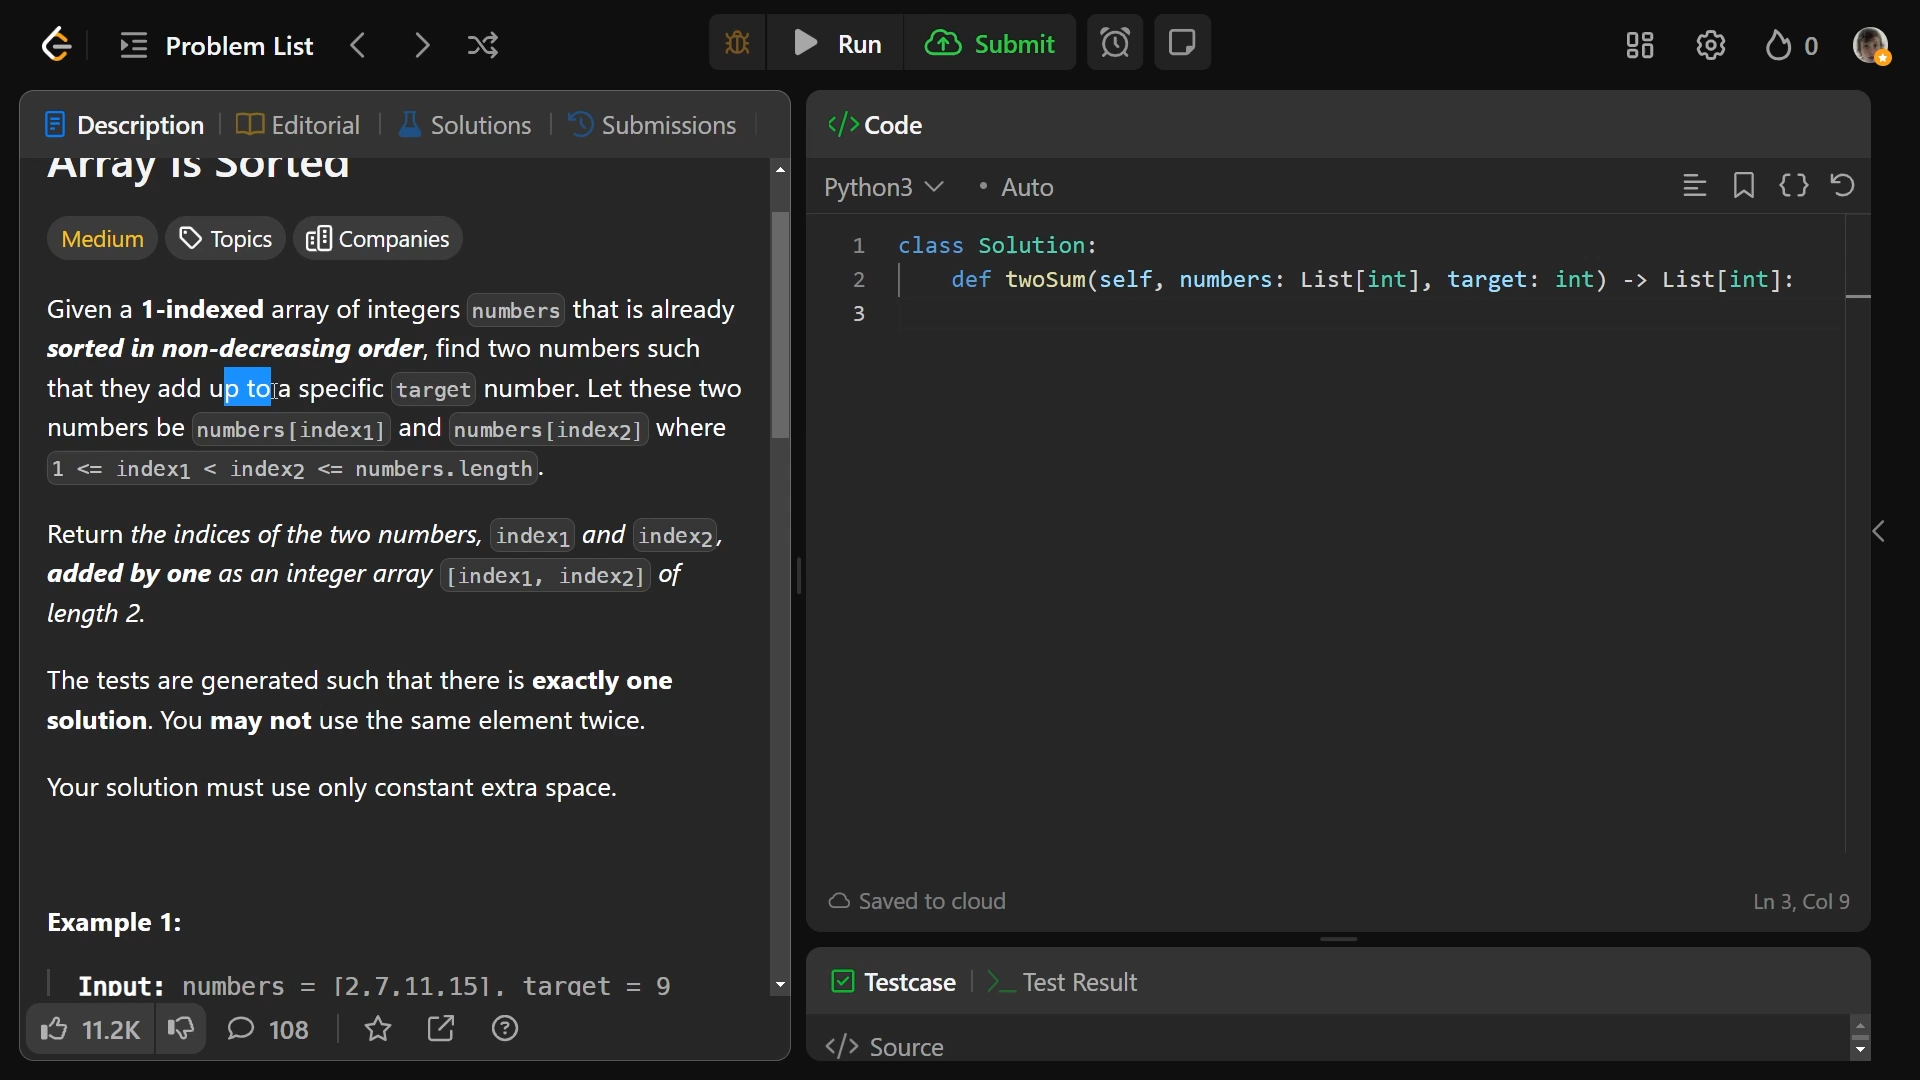 Problem List
Run
Submit
0
Description
Editorial
Solutions
Submissions
Array Is Sorted
Medium
Topics
Companies
Given a 1-indexed array of integers numbers that is already
sorted in non-decreasing order, find two numbers such
that they add up to a specific target number. Let these two
numbers be numbers[index1] and numbers[index2] where
1 <= index1 < index2 <= numbers.length.
Return the indices of the two numbers, index1 and index2,
added by one as an integer array [index1, index2] of
length 2.
The tests are generated such that there is exactly one
solution. You may not use the same element twice.
Your solution must use only constant extra space.
Example 1:
Input: numbers = [2,7,11,15], target = 9
11.2K
108
</> Code
Python3
• Auto
1 class Solution:
2 def twoSum(self, numbers: List[int], target: int) -> List[int]:
3
Saved to cloud
Ln 3, Col 9
Testcase
Test Result
</> Source